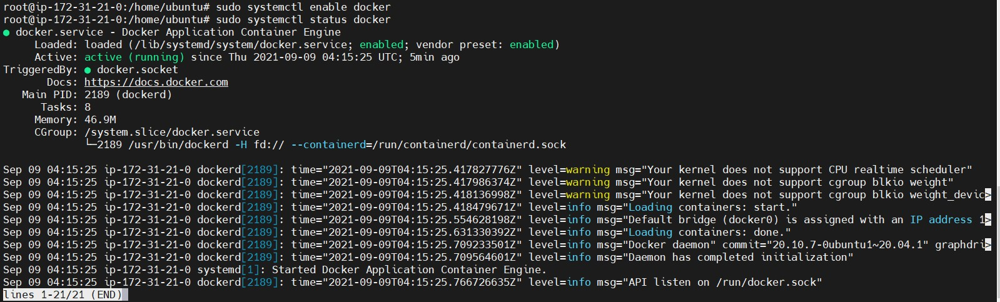 root@ip-172-31-21-0:/home/ubuntu# sudo systemctl enable docker
root@ip-172-31-21-0:/home/ubuntu# sudo systemctl status docker
● docker.service - Docker Application Container Engine
     Loaded: loaded (/lib/systemd/system/docker.service; enabled; vendor preset: enabled)
     Active: active (running) since Thu 2021-09-09 04:15:25 UTC; 5min ago
TriggeredBy: ● docker.socket
       Docs: https://docs.docker.com
   Main PID: 2189 (dockerd)
      Tasks: 8
     Memory: 46.9M
     CGroup: /system.slice/docker.service
             └─2189 /usr/bin/dockerd -H fd:// --containerd=/run/containerd/containerd.sock
Sep 09 04:15:25 ip-172-31-21-0 dockerd[2189]: time="2021-09-09T04:15:25.417827776Z" level=warning msg="Your kernel does not support CPU realtime scheduler"
Sep 09 04:15:25 ip-172-31-21-0 dockerd[2189]: time="2021-09-09T04:15:25.417986374Z" level=warning msg="Your kernel does not support cgroup blkio weight"
Sep 09 04:15:25 ip-172-31-21-0 dockerd[2189]: time="2021-09-09T04:15:25.418136998Z" level=warning msg="Your kernel does not support cgroup blkio weight_devic>
Sep 09 04:15:25 ip-172-31-21-0 dockerd[2189]: time="2021-09-09T04:15:25.418479671Z" level=info msg="Loading containers: start."
Sep 09 04:15:25 ip-172-31-21-0 dockerd[2189]: time="2021-09-09T04:15:25.554628198Z" level=info msg="Default bridge (docker0) is assigned with an IP address 1>
Sep 09 04:15:25 ip-172-31-21-0 dockerd[2189]: time="2021-09-09T04:15:25.631330392Z" level=info msg="Loading containers: done."
Sep 09 04:15:25 ip-172-31-21-0 dockerd[2189]: time="2021-09-09T04:15:25.709233501Z" level=info msg="Docker daemon" commit="20.10.7-0ubuntu1~20.04.1" graphdri>
Sep 09 04:15:25 ip-172-31-21-0 dockerd[2189]: time="2021-09-09T04:15:25.709564601Z" level=info msg="Daemon has completed initialization"
Sep 09 04:15:25 ip-172-31-21-0 systemd[1]: Started Docker Application Container Engine.
Sep 09 04:15:25 ip-172-31-21-0 dockerd[2189]: time="2021-09-09T04:15:25.766726635Z" level=info msg="API listen on /run/docker.sock"
lines 1-21/21 (END)